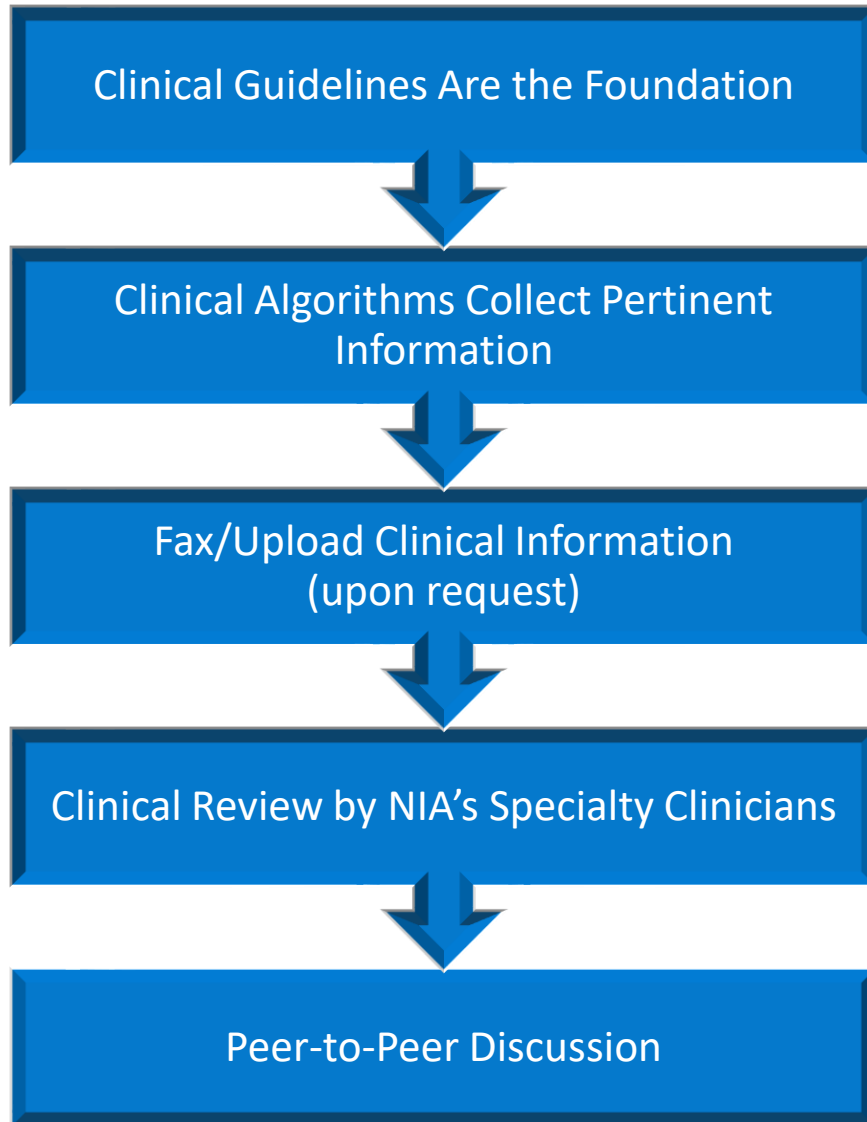 Clinical Guidelines Are the Foundation
Clinical Algorithms Collect Pertinent
Information
Fax/Upload Clinical Information
(upon request)
Clinical Review by NIA’s Specialty Clinicians
Peer-to-Peer Discussion